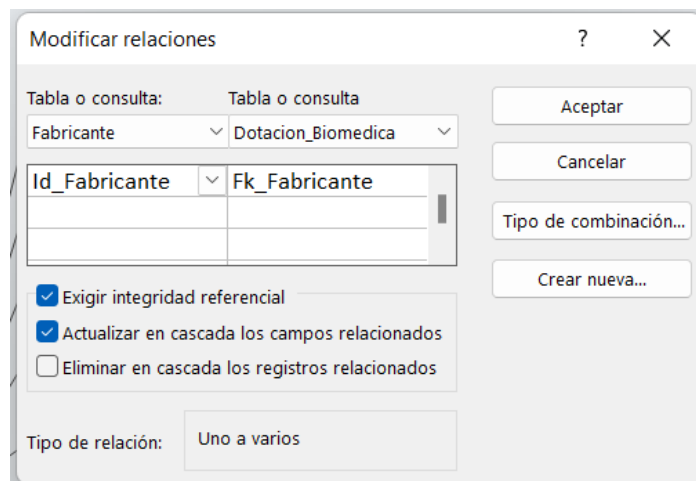 Modificar relaciones ?
Tabla o consulta: Tabla o consulta
Fabricante Dotacion_Biomedica
Id_Fabricante Fk_Fabricante
Exigir integridad referencial
Actualizar en cascada los campos relacionados
Eliminar en cascada los registros relacionados
Tipo de relación: Uno a varios
Aceptar
Cancelar
Tipo de combinación...
Crear nueva...